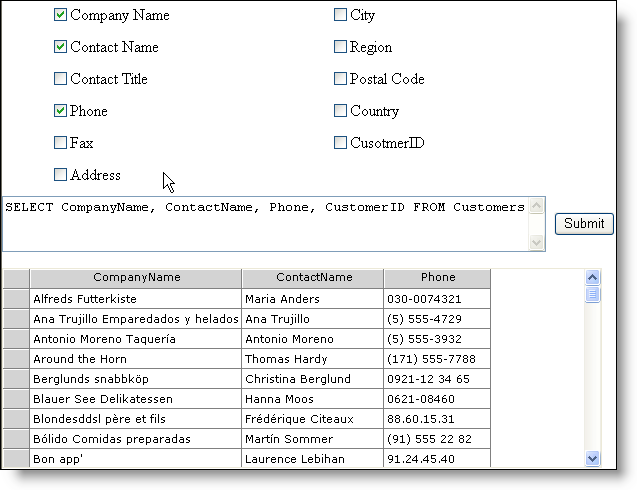 Company Name City
Contact Name Region
Contact Title Postal Code
Phone Country
Fax CusotmerID
Address
SELECT CompanyName, ContactName, Phone, CustomerID FROM Customers
Submit
CompanyName ContactName Phone
Alfreds Futterkiste Maria Anders 030-0074321
Ana Trujillo Emparedados y helados Ana Trujillo (5) 555-4729
Antonio Moreno Taquería Antonio Moreno (5) 555-3932
Around the Horn Thomas Hardy (171) 555-7788
Berglunds snabbköp Christina Berglund 0921-12 34 65
Blauer See Delikatessen Hanna Moos 0621-08460
Blondesddsl père et fils Frédérique Citeaux 88.60.15.31
Bólido Comidas preparadas Martín Sommer (91) 555 22 82
Bon app' Laurence Lebihan 91.24.45.40